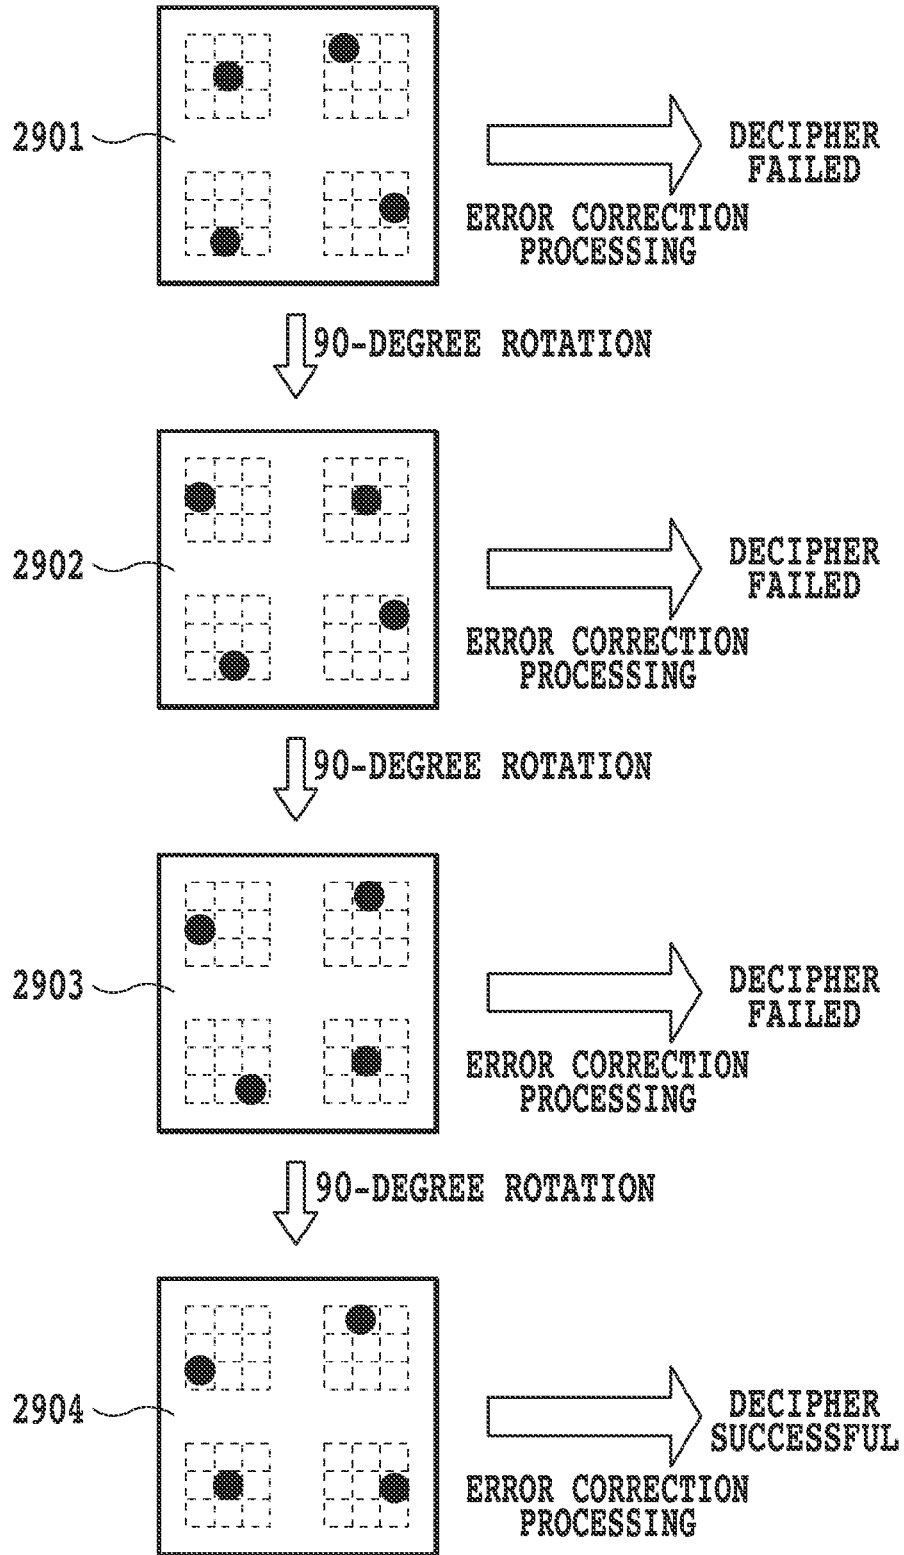 2901
DECIPHER
FAILED
ERROR CORRECTION
PROCESSING
90-DEGREE ROTATION
2902
DECIPHER
FAILED
ERROR CORRECTION
PROCESSING
90-DEGREE ROTATION
2903
DECIPHER
FAILED
ERROR CORRECTION
PROCESSING
90-DEGREE ROTATION
2904
DECIPHER
SUCCESSFUL
ERROR CORRECTION
PROCESSING